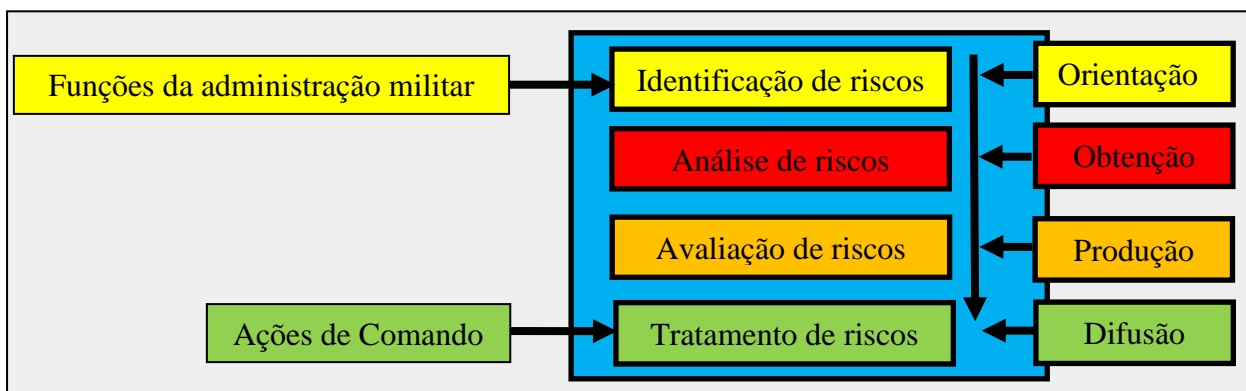 Funções da administração militar
Identificação de riscos
Orientação
Análise de riscos
Obtenção
Avaliação de riscos
Produção
Ações de Comando
Tratamento de riscos
Difusão